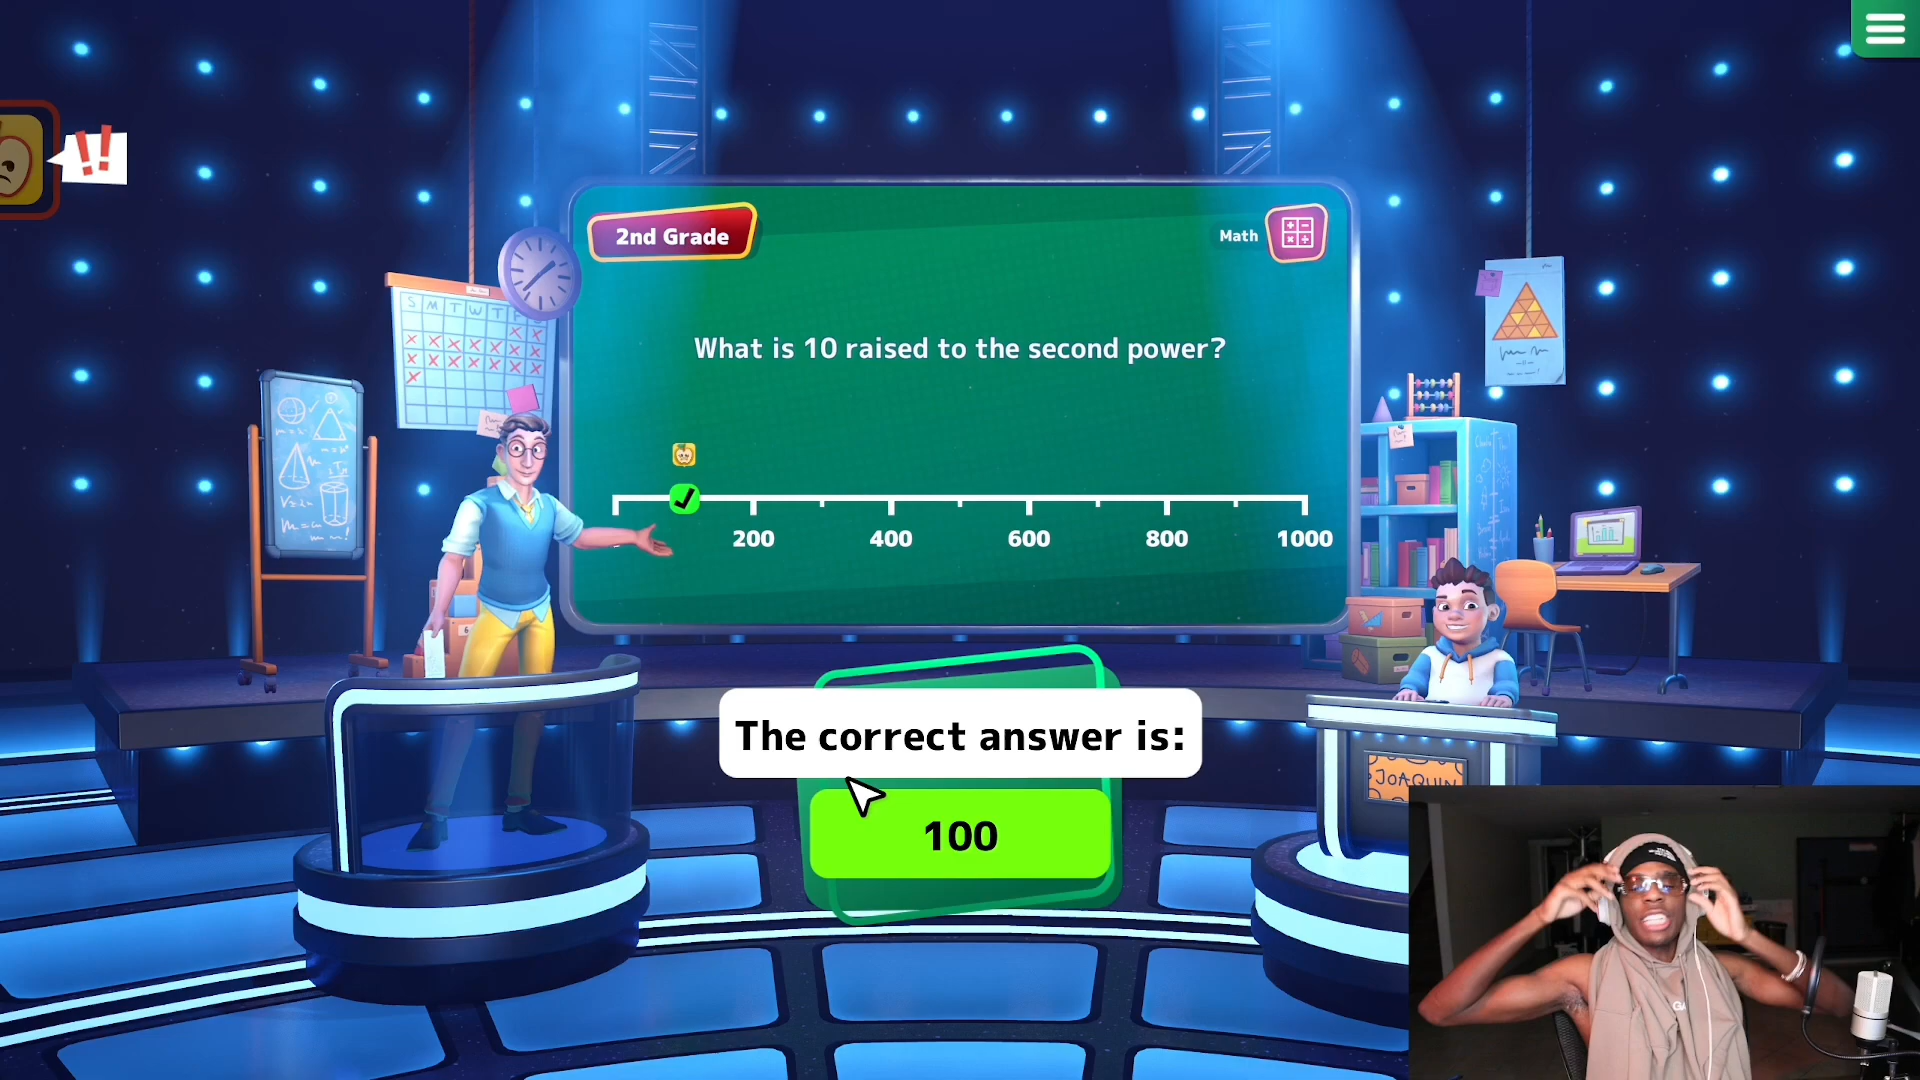 !!
2nd Grade
Math
What is 10 raised to the second power?
200 400 600 800 1000
S M T W T F S
The correct answer is:
100
JOAQUIN